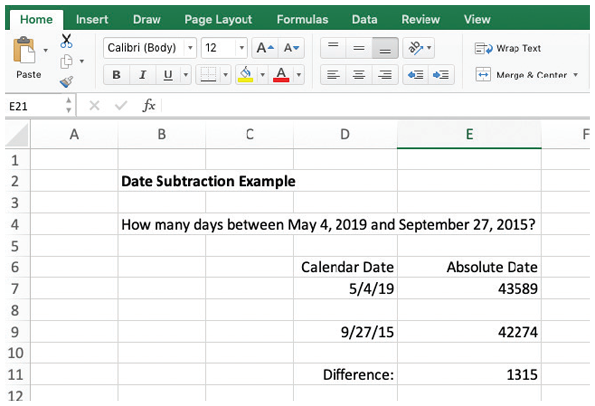 Home Insert Draw Page Layout Formulas Data Review View
Paste
Calibri (Body) 12 A A Wrap Text
B I U A Merge & Center
E21 fx
A B C D E F
1
2 Date Subtraction Example
3
4 How many days between May 4, 2019 and September 27, 2015?
5
6 Calendar Date Absolute Date
7 5/4/19 43589
8
9 9/27/15 42274
10
11 Difference: 1315
12